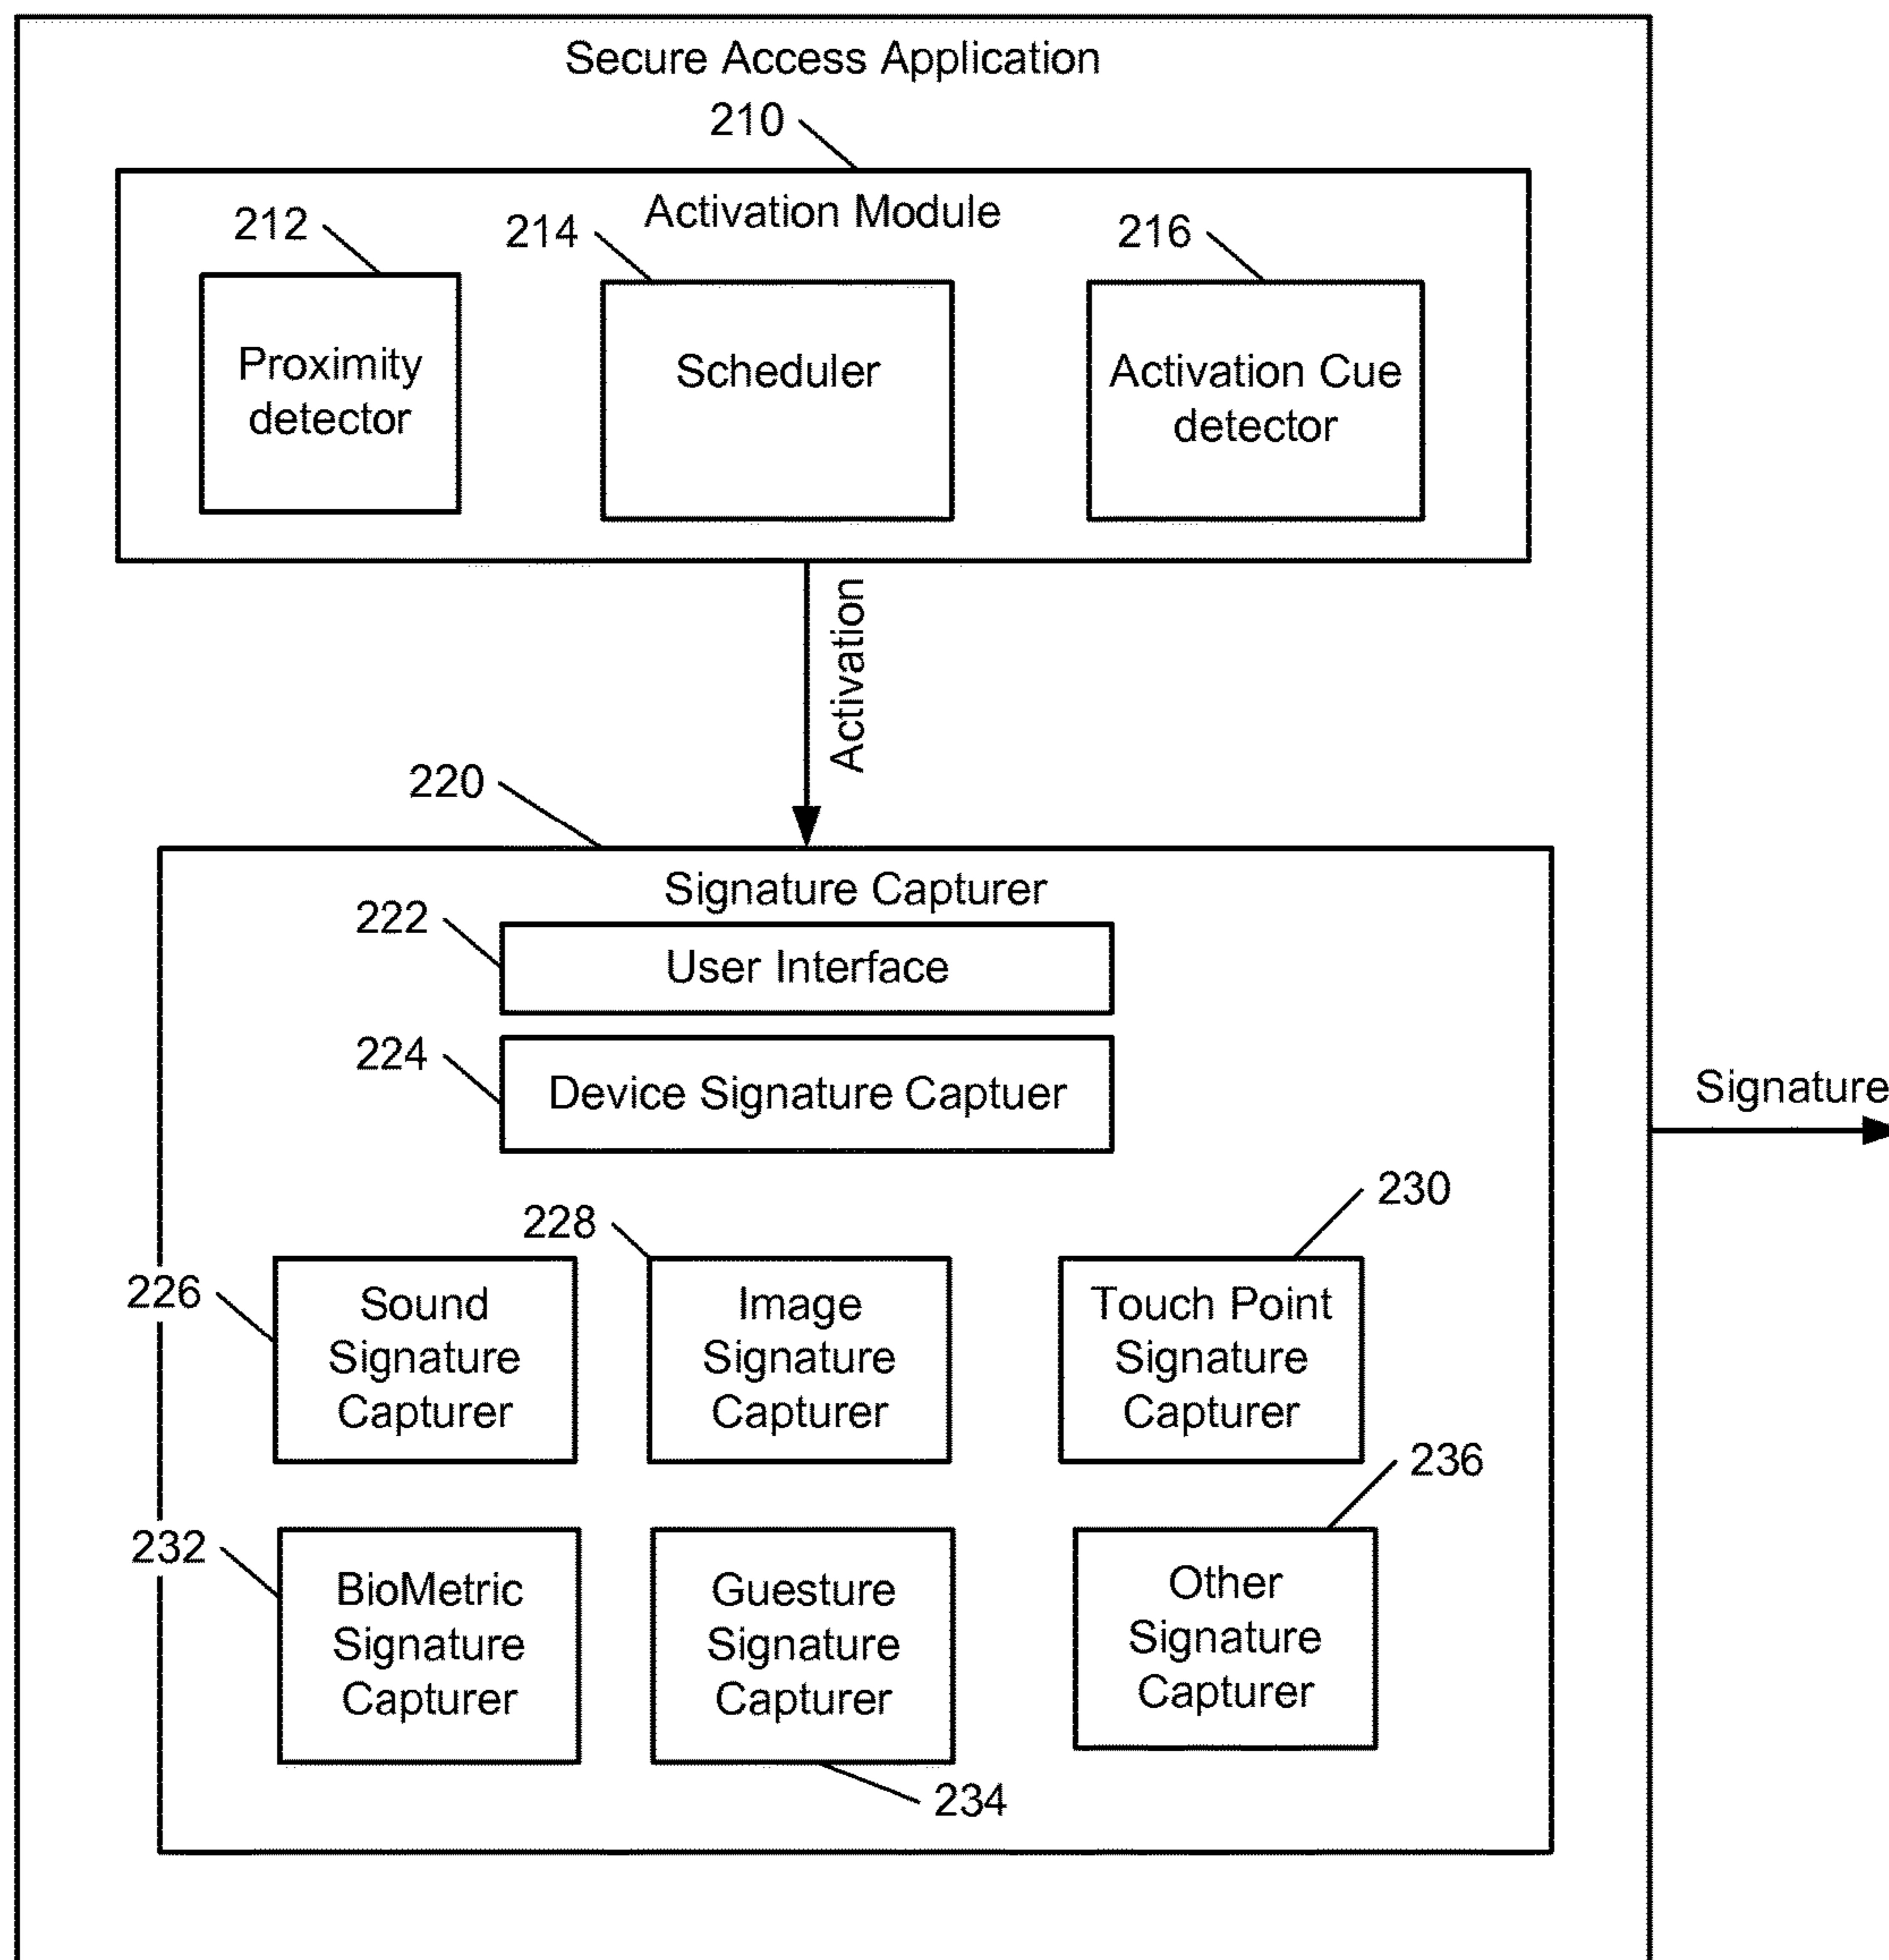 Secure Access Application
210
Activation Module
212
214
216
Proximity
detector
Scheduler
Activation Cue
detector
Activation
220
Signature Capturer
222
User Interface
224
Device Signature Captuer
Signature
226
228
230
Sound
Signature
Capturer
Image
Signature
Capturer
Touch Point
Signature
Capturer
232
236
BioMetric
Signature
Capturer
Guesture
Signature
Capturer
Other
Signature
Capturer
234